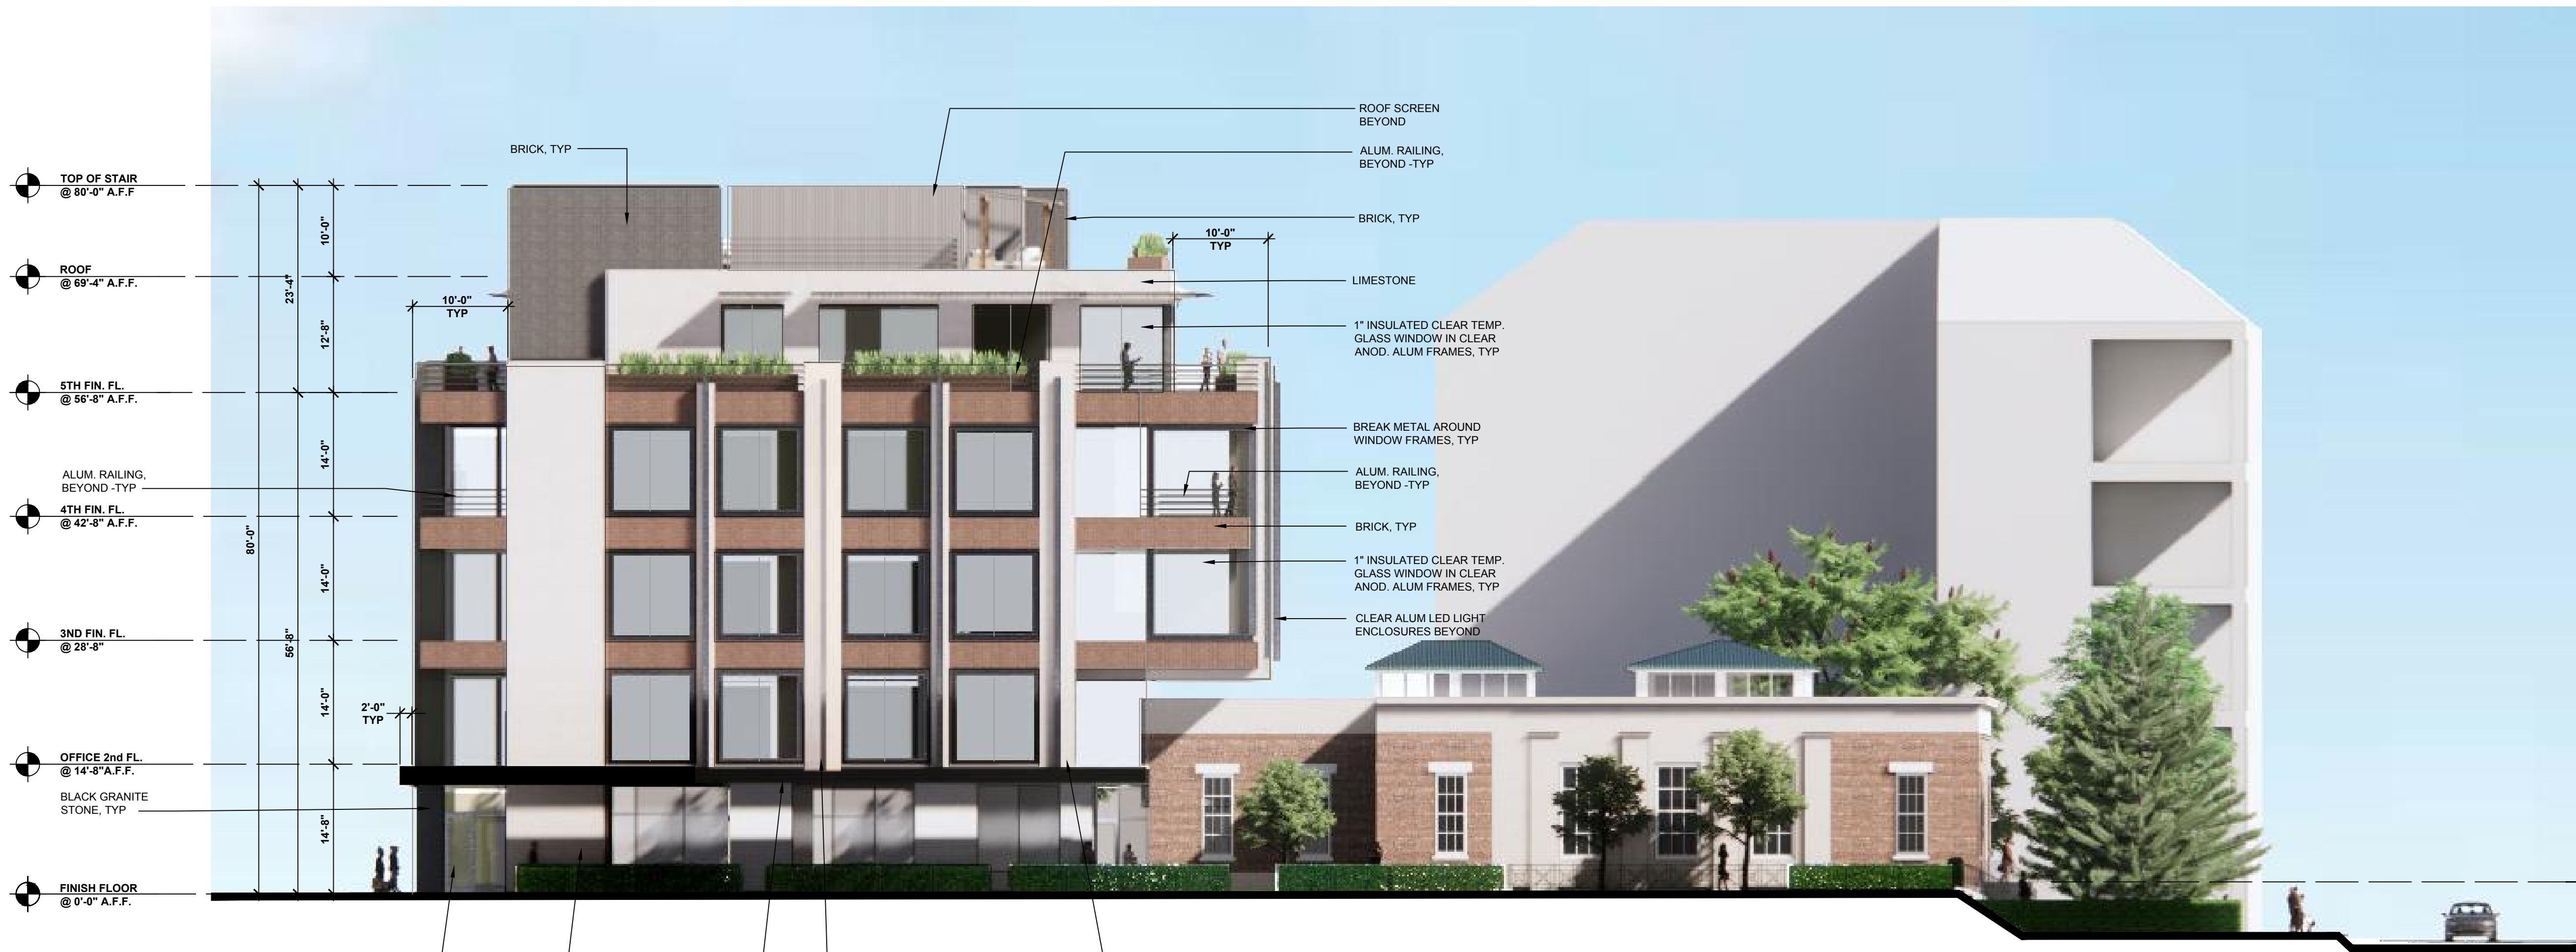 TOP OF STAIR
@ 80'-0" A.F.F
ROOF
@ 69'-4" A.F.F.
5TH FIN. FL.
@ 56'-8" A.F.F.
ALUM. RAILING,
BEYOND -TYP
4TH FIN. FL.
@ 42'-8" A.F.F.
3ND FIN. FL.
@ 28'-8"
OFFICE 2nd FL.
@ 14'-8"A.F.F.
BLACK GRANITE
STONE, TYP
FINISH FLOOR
@ 0'-0" A.F.F.
80'-0"
23'-4"
56'-8"
10'-0"
12'-8"
14'-0"
14'-0"
14'-0"
14'-8"
2'-0"
TYP
10'-0"
TYP
BRICK, TYP
10'-0"
TYP
ROOF SCREEN
BEYOND
ALUM. RAILING,
BEYOND -TYP
BRICK, TYP
LIMESTONE
1" INSULATED CLEAR TEMP.
GLASS WINDOW IN CLEAR
ANOD. ALUM FRAMES, TYP
BREAK METAL AROUND
WINDOW FRAMES, TYP
ALUM. RAILING,
BEYOND -TYP
BRICK, TYP
1" INSULATED CLEAR TEMP.
GLASS WINDOW IN CLEAR
ANOD. ALUM FRAMES, TYP
CLEAR ALUM LED LIGHT
ENCLOSURES BEYOND